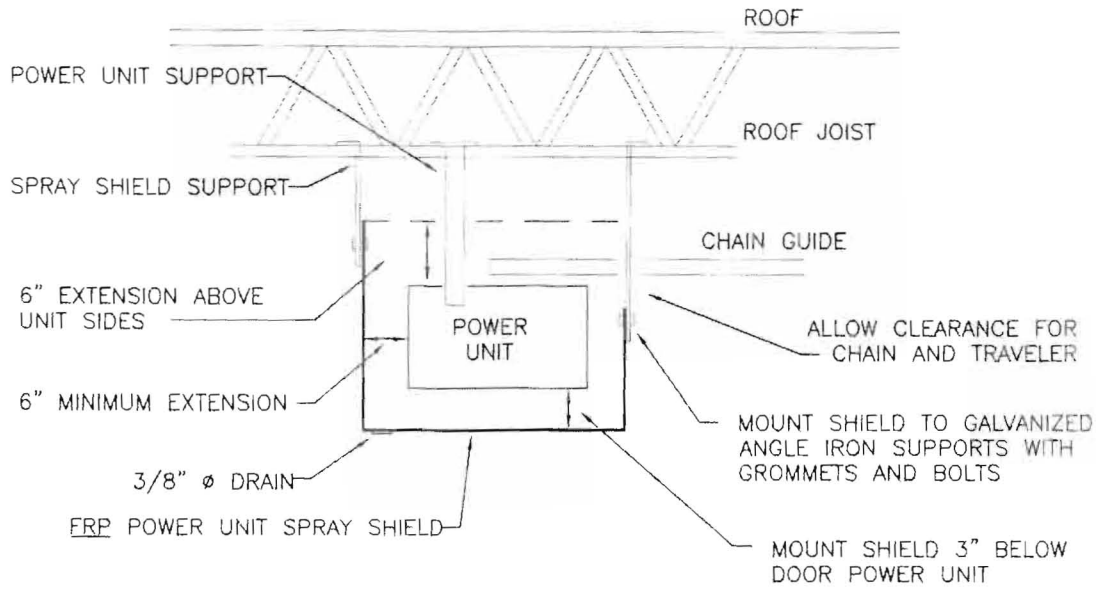 ROOF
POWER UNIT SUPPORT
ROOF JOIST
SPRAY SHIELD SUPPORT
CHAIN GUIDE
6" EXTENSION ABOVE
UNIT SIDES
POWER
UNIT
ALLOW CLEARANCE FOR
CHAIN AND TRAVELER
6" MINIMUM EXTENSION
MOUNT SHIELD TO GALVANIZED
ANGLE IRON SUPPORTS WITH
GROMMETS AND BOLTS
3/8" ø DRAIN
FRP POWER UNIT SPRAY SHIELD
MOUNT SHIELD 3" BELOW
DOOR POWER UNIT